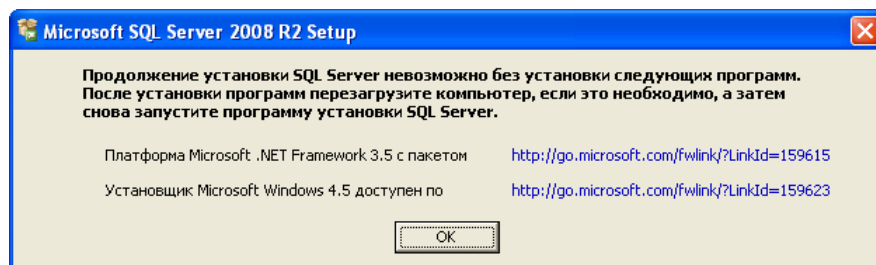 Microsoft SQL Server 2008 R2 Setup
Продолжение установки SQL Server невозможно без установки следующих программ.
После установки программ перезагрузите компьютер, если это необходимо, а затем
снова запустите программу установки SQL Server.
Платформа Microsoft .NET Framework 3.5 с пакетом http://go.microsoft.com/fwlink/?LinkId=159615
Установщик Microsoft Windows 4.5 доступен по http://go.microsoft.com/fwlink/?LinkId=159623
OK